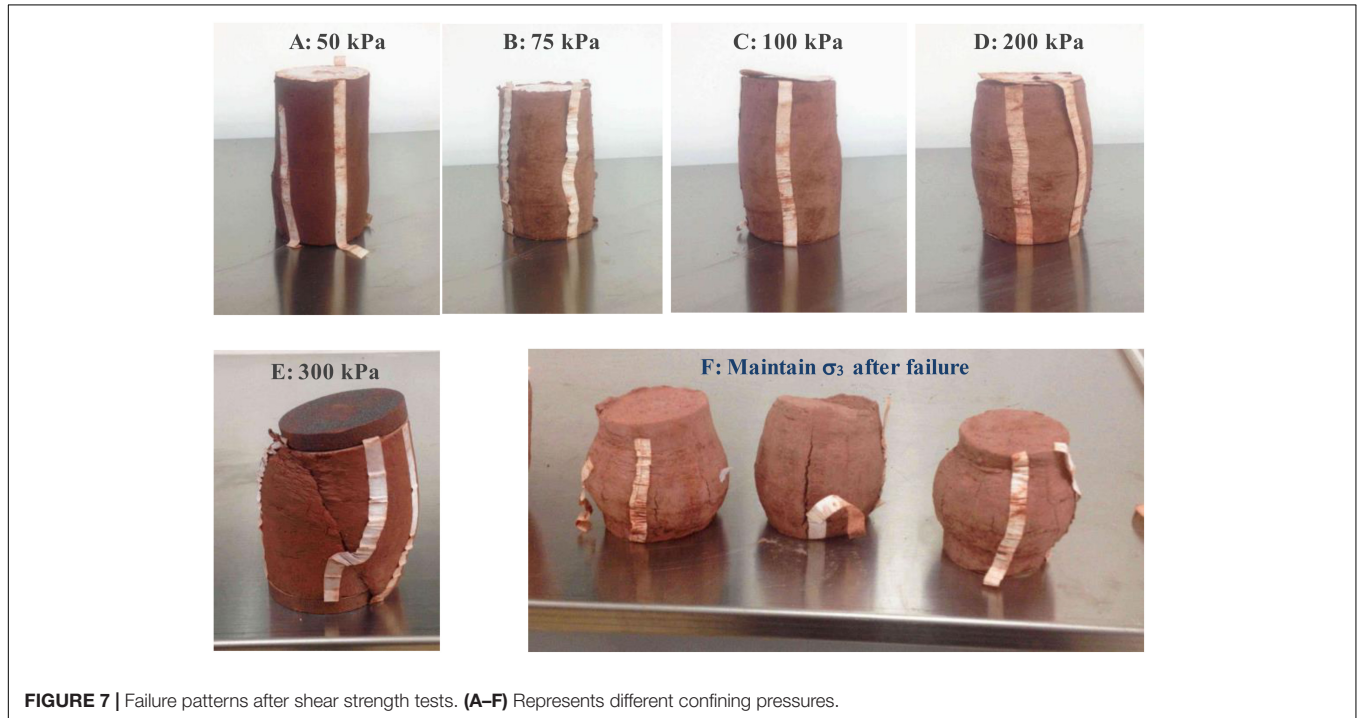 A: 50 kPa
B: 75 kPa
C: 100 kPa
D: 200 kPa
E: 300 kPa
F: Maintain σ₃ after failure
FIGURE 7 | Failure patterns after shear strength tests. (A–F) Represents different confining pressures.